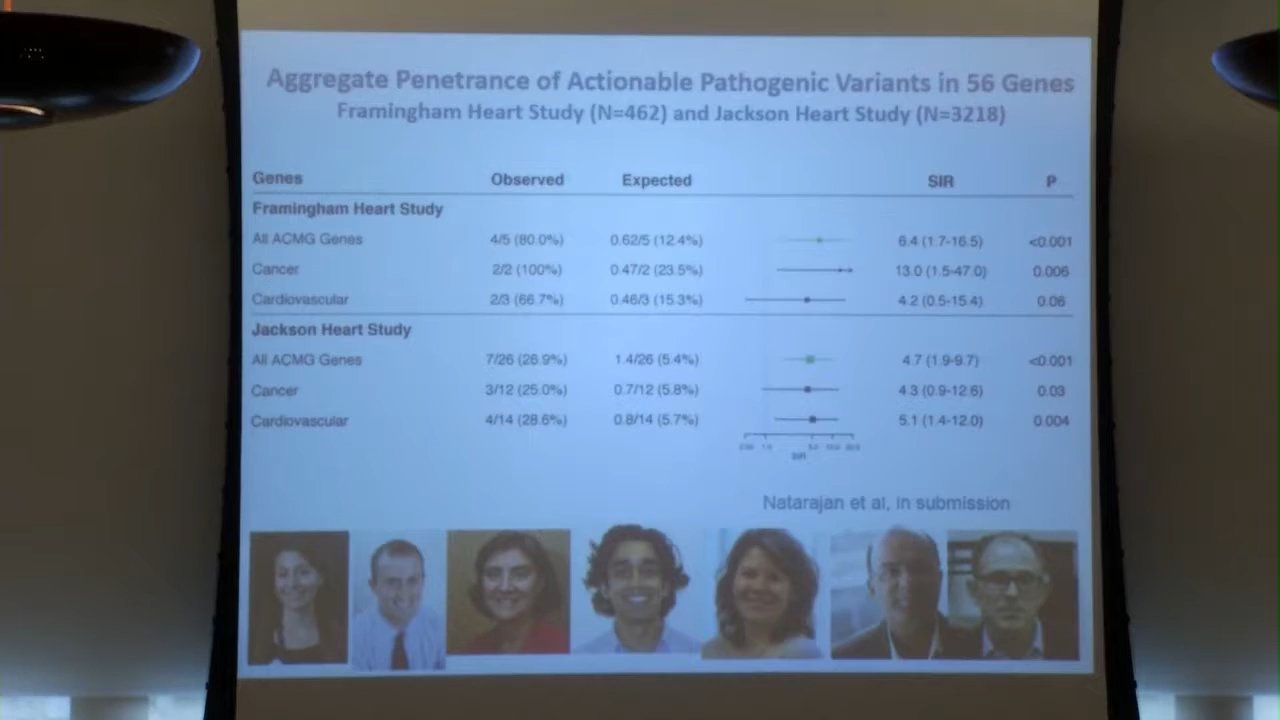 Aggregate Penetrance of Actionable Pathogenic Variants in 56 Genes
Framingham Heart Study (N=462) and Jackson Heart Study (N=3218)
Genes Observed Expected SIR P
Framingham Heart Study
All ACMG Genes 4/5 (80.0%) 0.62/5 (12.4%) 6.4 (1.7-16.5) <0.001
Cancer 2/2 (100%) 0.47/2 (23.5%) 13.0 (1.5-47.0) 0.006
Cardiovascular 2/3 (66.7%) 0.46/3 (15.3%) 4.2 (0.5-15.4) 0.06
Jackson Heart Study
All ACMG Genes 7/26 (26.9%) 1.4/26 (5.4%) 4.7 (1.9-9.7) <0.001
Cancer 3/12 (25.0%) 0.7/12 (5.8%) 4.3 (0.9-12.6) 0.03
Cardiovascular 4/14 (28.6%) 0.8/14 (5.7%) 5.1 (1.4-12.0) 0.004
SIR
Natarajan et al, in submission